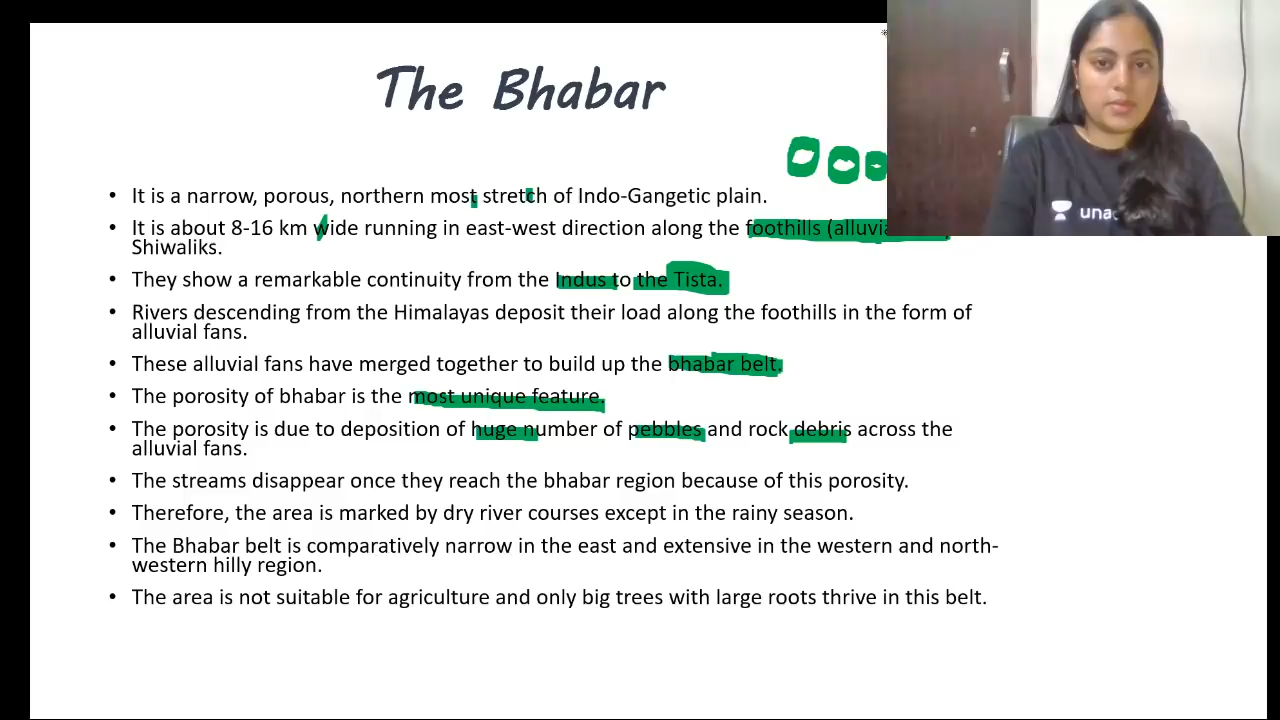 The Bhabar
• It is a narrow, porous, northern most stretch of Indo-Gangetic plain.
• It is about 8-16 km wide running in east-west direction along the foothills (alluvia
Shiwaliks.
• They show a remarkable continuity from the Indus to the Tista.
• Rivers descending from the Himalayas deposit their load along the foothills in the form of
alluvial fans.
• These alluvial fans have merged together to build up the bhabar belt.
• The porosity of bhabar is the most unique feature.
• The porosity is due to deposition of huge number of pebbles and rock debris across the
alluvial fans.
• The streams disappear once they reach the bhabar region because of this porosity.
• Therefore, the area is marked by dry river courses except in the rainy season.
• The Bhabar belt is comparatively narrow in the east and extensive in the western and north-
western hilly region.
• The area is not suitable for agriculture and only big trees with large roots thrive in this belt.
una